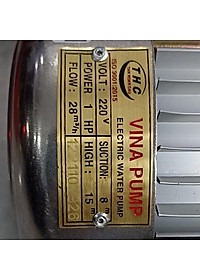 THC
ISO 9001:2015
VINA PUMP
ELECTRIC WATER PUMP
VOLT: 220V SUCTION: 8 m
POWER 1 HP HIGH: 15 m
FLOW: 28 m³/h